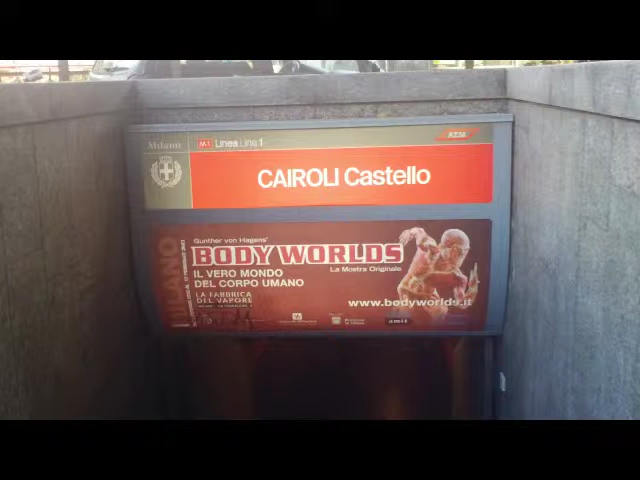 Milano
M1 Linea Line 1
ATM
CAIROLI Castello
MILANO
Gunther von Hagens'
BODY WORLDS
La Mostra Originale
IL VERO MONDO
DEL CORPO UMANO
LA FABBRICA
DEL VAPORE
www.bodyworlds.it